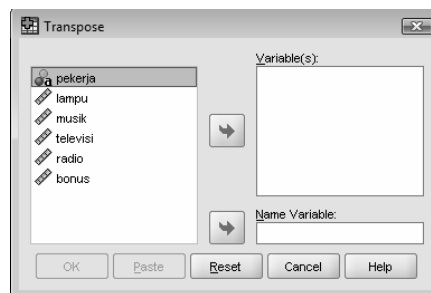 Transpose
Variable(s):
pekerja
lampu
musik
televisi
radio
bonus
Name Variable:
OK
Paste
Reset
Cancel
Help